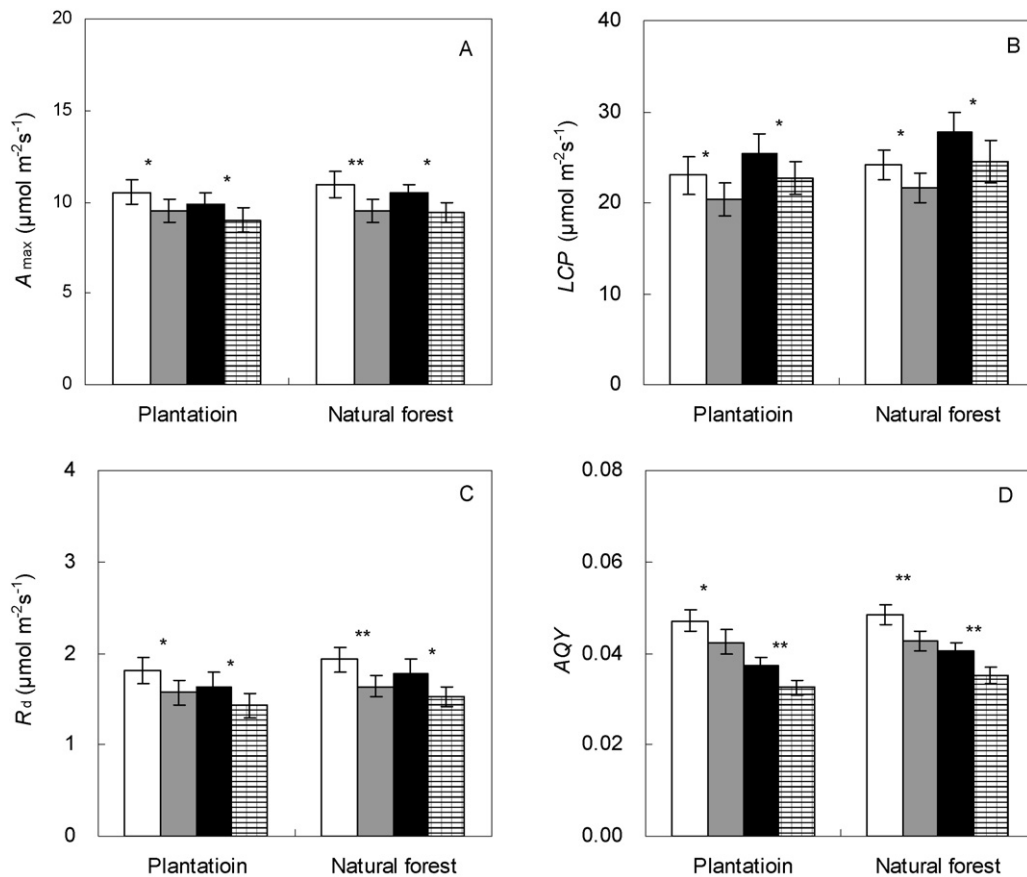 A
20
15
10
5
0
A max (µmol m-2s-1)
* * ** *
Plantatioin Natural forest
B
40
30
20
10
0
LCP (µmol m-2s-1)
* * * *
Plantatioin Natural forest
C
4
3
2
1
0
R d (µmol m-2s-1)
* * ** *
Plantatioin Natural forest
D
0.08
0.06
0.04
0.02
0.00
AQY
* ** ** **
Plantatioin Natural forest